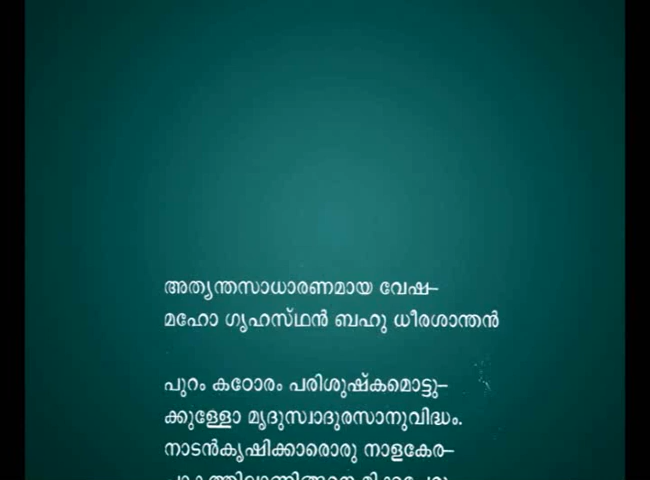 അത്യന്തസാധാരണമായ വേഷ–
മഹോ ഗൃഹസ്ഥൻ ബഹു ധീരശാന്തൻ
പുറം കഠോരം പരിശുഷ്കമൊട്ടു–
ക്കുള്ളോ മൃദുസ്വാദുരസാനുവിദ്ധം.
നാടൻകൃഷിക്കാരൊരു നാളകേര–